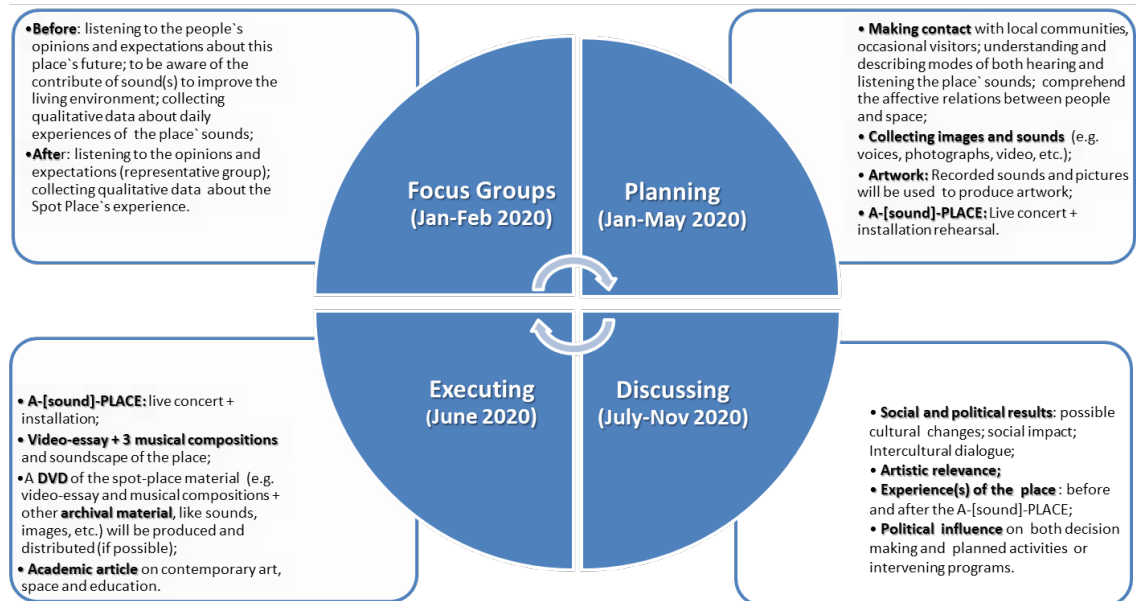 •Before: listening to the people`s
opinions and expectations about this
place`s future; to be aware of the
contribute of sound(s) to improve the
living environment; collecting
qualitative data about daily
experiences of the place` sounds;
•After: listening to the opinions and
expectations (representative group);
collecting qualitative data about the
Spot Place`s experience.
Focus Groups
(Jan-Feb 2020)
Planning
(Jan-May 2020)
• Making contact with local communities,
occasional visitors; understanding and
describing modes of both hearing and
listening the place` sounds; comprehend
the affective relations between people
and space;
• Collecting images and sounds (e.g.
voices, photographs, video, etc.);
• Artwork: Recorded sounds and pictures
will be used to produce artwork;
• A-[sound]-PLACE: Live concert +
installation rehearsal.
• A-[sound]-PLACE: live concert +
installation;
• Video-essay + 3 musical compositions
and soundscape of the place;
•A DVD of the spot-place material (e.g.
video-essay and musical compositions +
other archival material, like sounds,
images, etc.) will be produced and
distributed (if possible);
• Academic article on contemporary art,
space and education.
Executing
(June 2020)
Discussing
(July-Nov 2020)
• Social and political results: possible
cultural changes; social impact;
Intercultural dialogue;
• Artistic relevance;
• Experience(s) of the place : before
and after the A-[sound]-PLACE;
• Political influence on both decision
making and planned activities or
intervening programs.